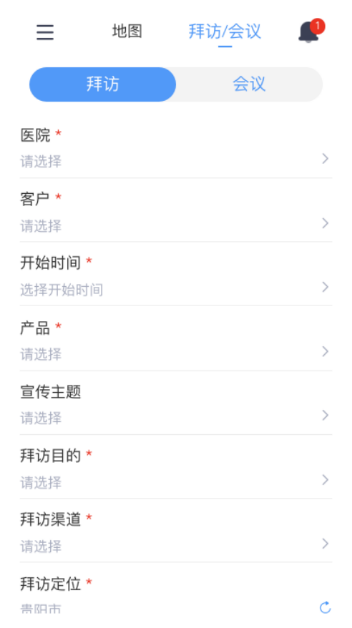 地图
拜访/会议
1
拜访
会议
医院 *
请选择
客户 *
请选择
开始时间 *
选择开始时间
产品 *
请选择
宣传主题
请选择
拜访目的 *
请选择
拜访渠道 *
请选择
拜访定位 *
贵阳市